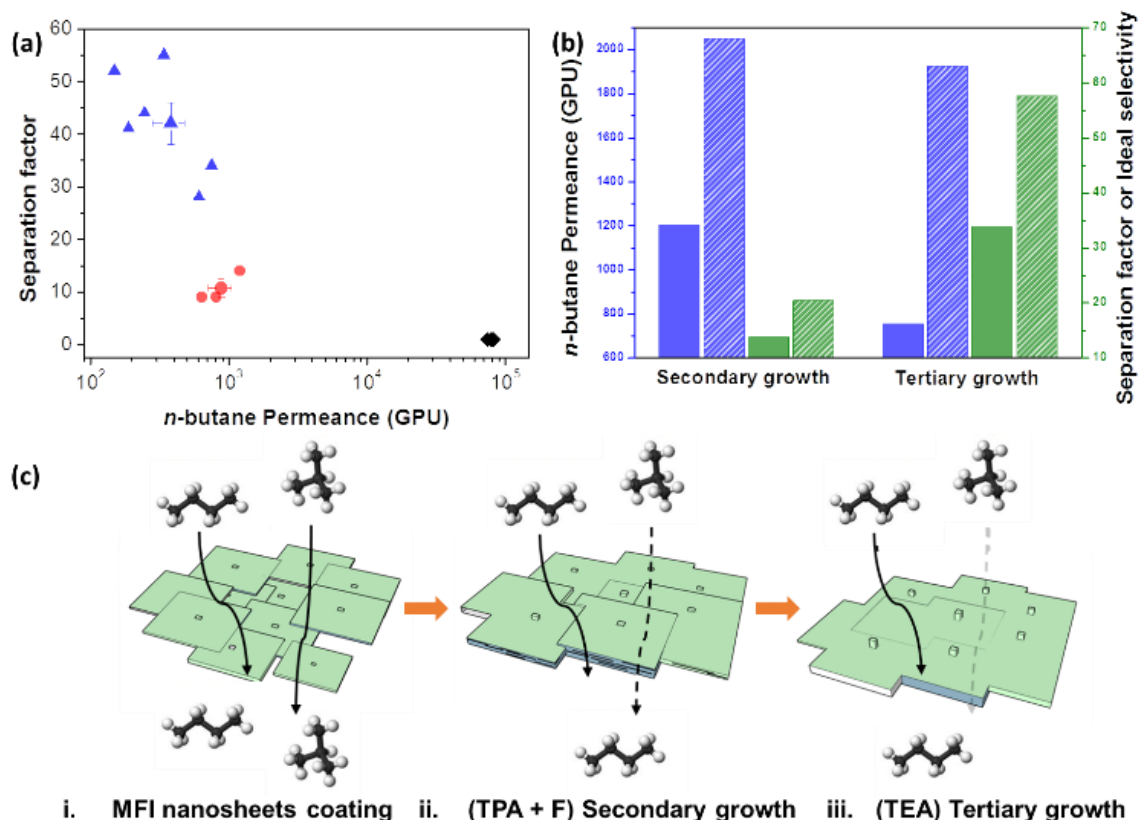 (a)
60
50
40
30
20
10
0
Separation factor
10²
10³
10⁴
10⁵
n-butane Permeance (GPU)
(b)
2000
1800
1600
1400
1200
1000
800
600
n-butane Permeance (GPU)
Secondary growth
Tertiary growth
70
60
50
40
30
20
10
Separation factor or Ideal selectivity
(c)
i. MFI nanosheets coating
ii. (TPA + F) Secondary growth
iii. (TEA) Tertiary growth